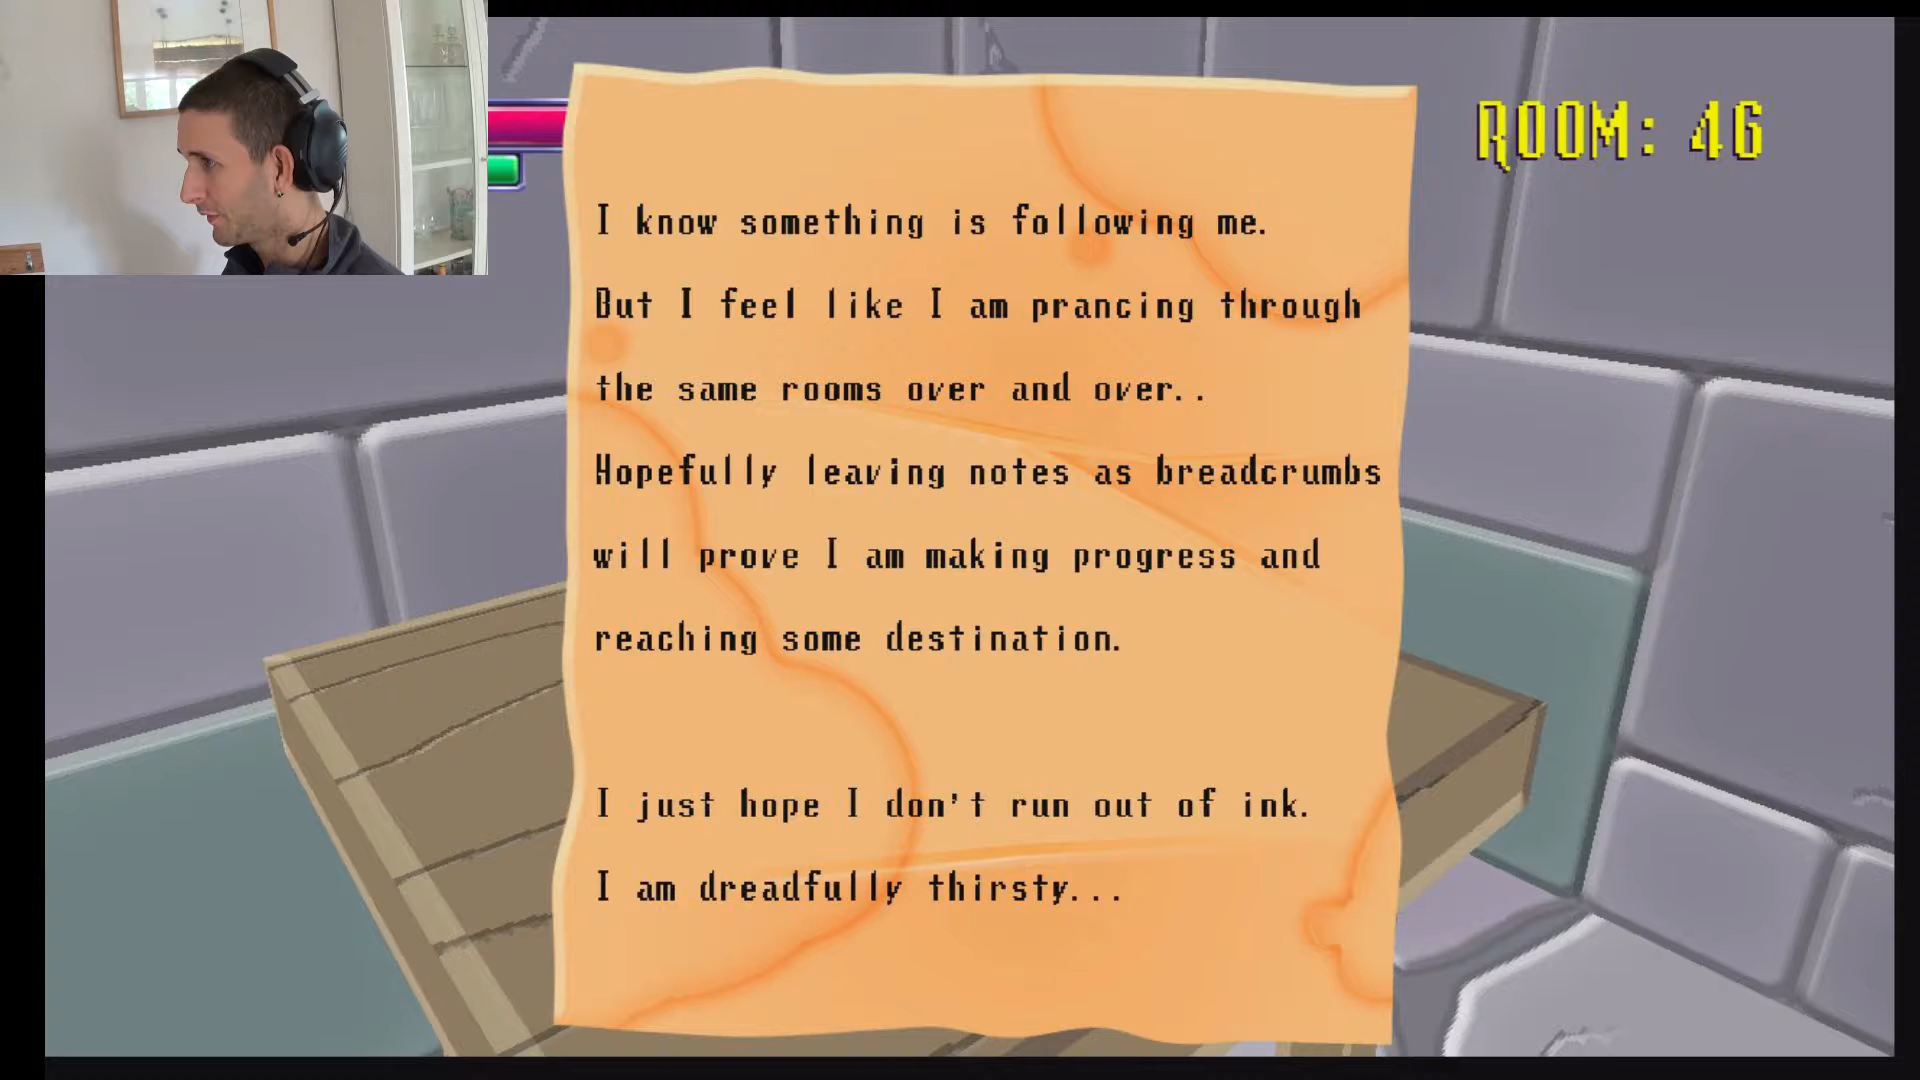 ROOM: 46
I know something is following me.
But I feel like I am prancing through
the same rooms over and over..
Hopefully leaving notes as breadcrumbs
will prove I am making progress and
reaching some destination.
I just hope I don't run out of ink.
I am dreadfully thirsty...